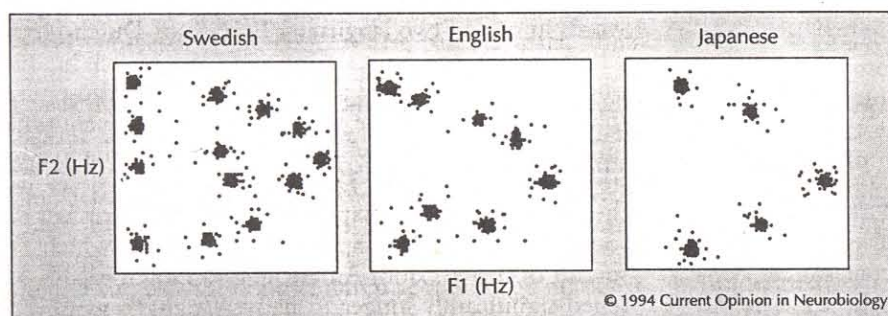 Swedish English Japanese
F2 (Hz)
F1 (Hz)
© 1994 Current Opinion in Neurobiology